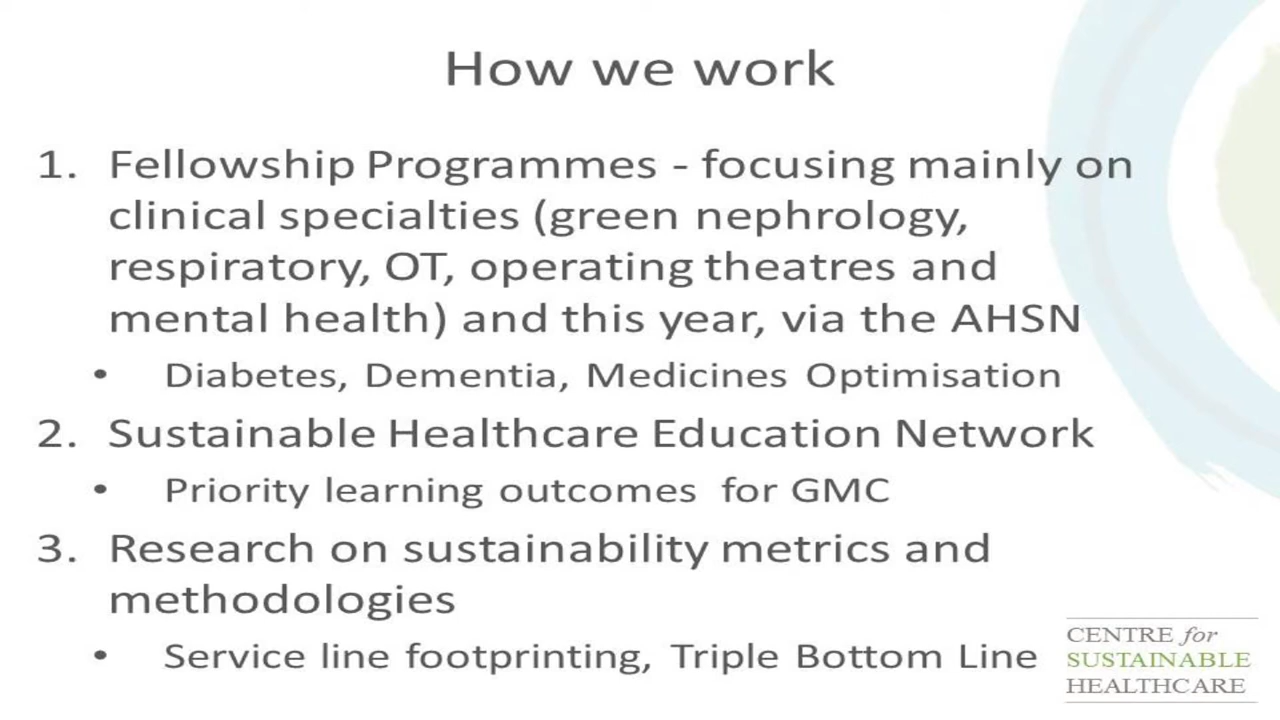 How we work
1. Fellowship Programmes - focusing mainly on
clinical specialties (green nephrology,
respiratory, OT, operating theatres and
mental health) and this year, via the AHSN
• Diabetes, Dementia, Medicines Optimisation
2. Sustainable Healthcare Education Network
• Priority learning outcomes for GMC
3. Research on sustainability metrics and
methodologies
• Service line footprinting, Triple Bottom Line
CENTRE for
SUSTAINABLE
HEALTHCARE